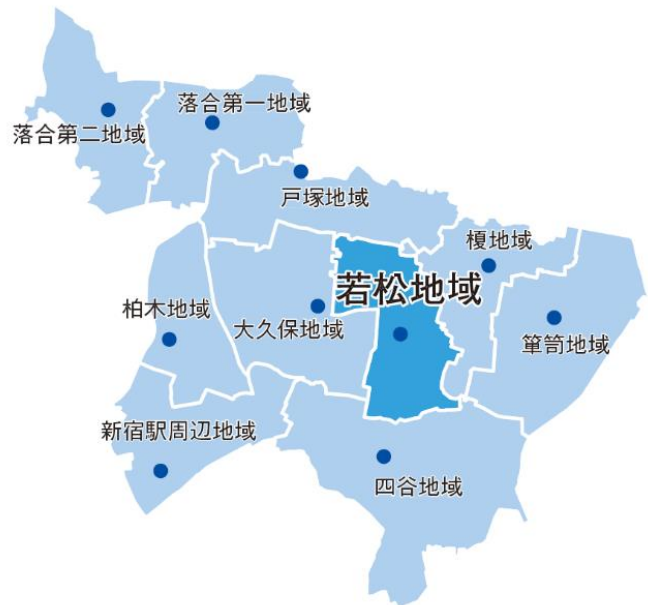 落合第一地域
落合第二地域
戸塚地域
榎地域
若松地域
柏木地域
大久保地域
箪笥地域
新宿駅周辺地域
四谷地域